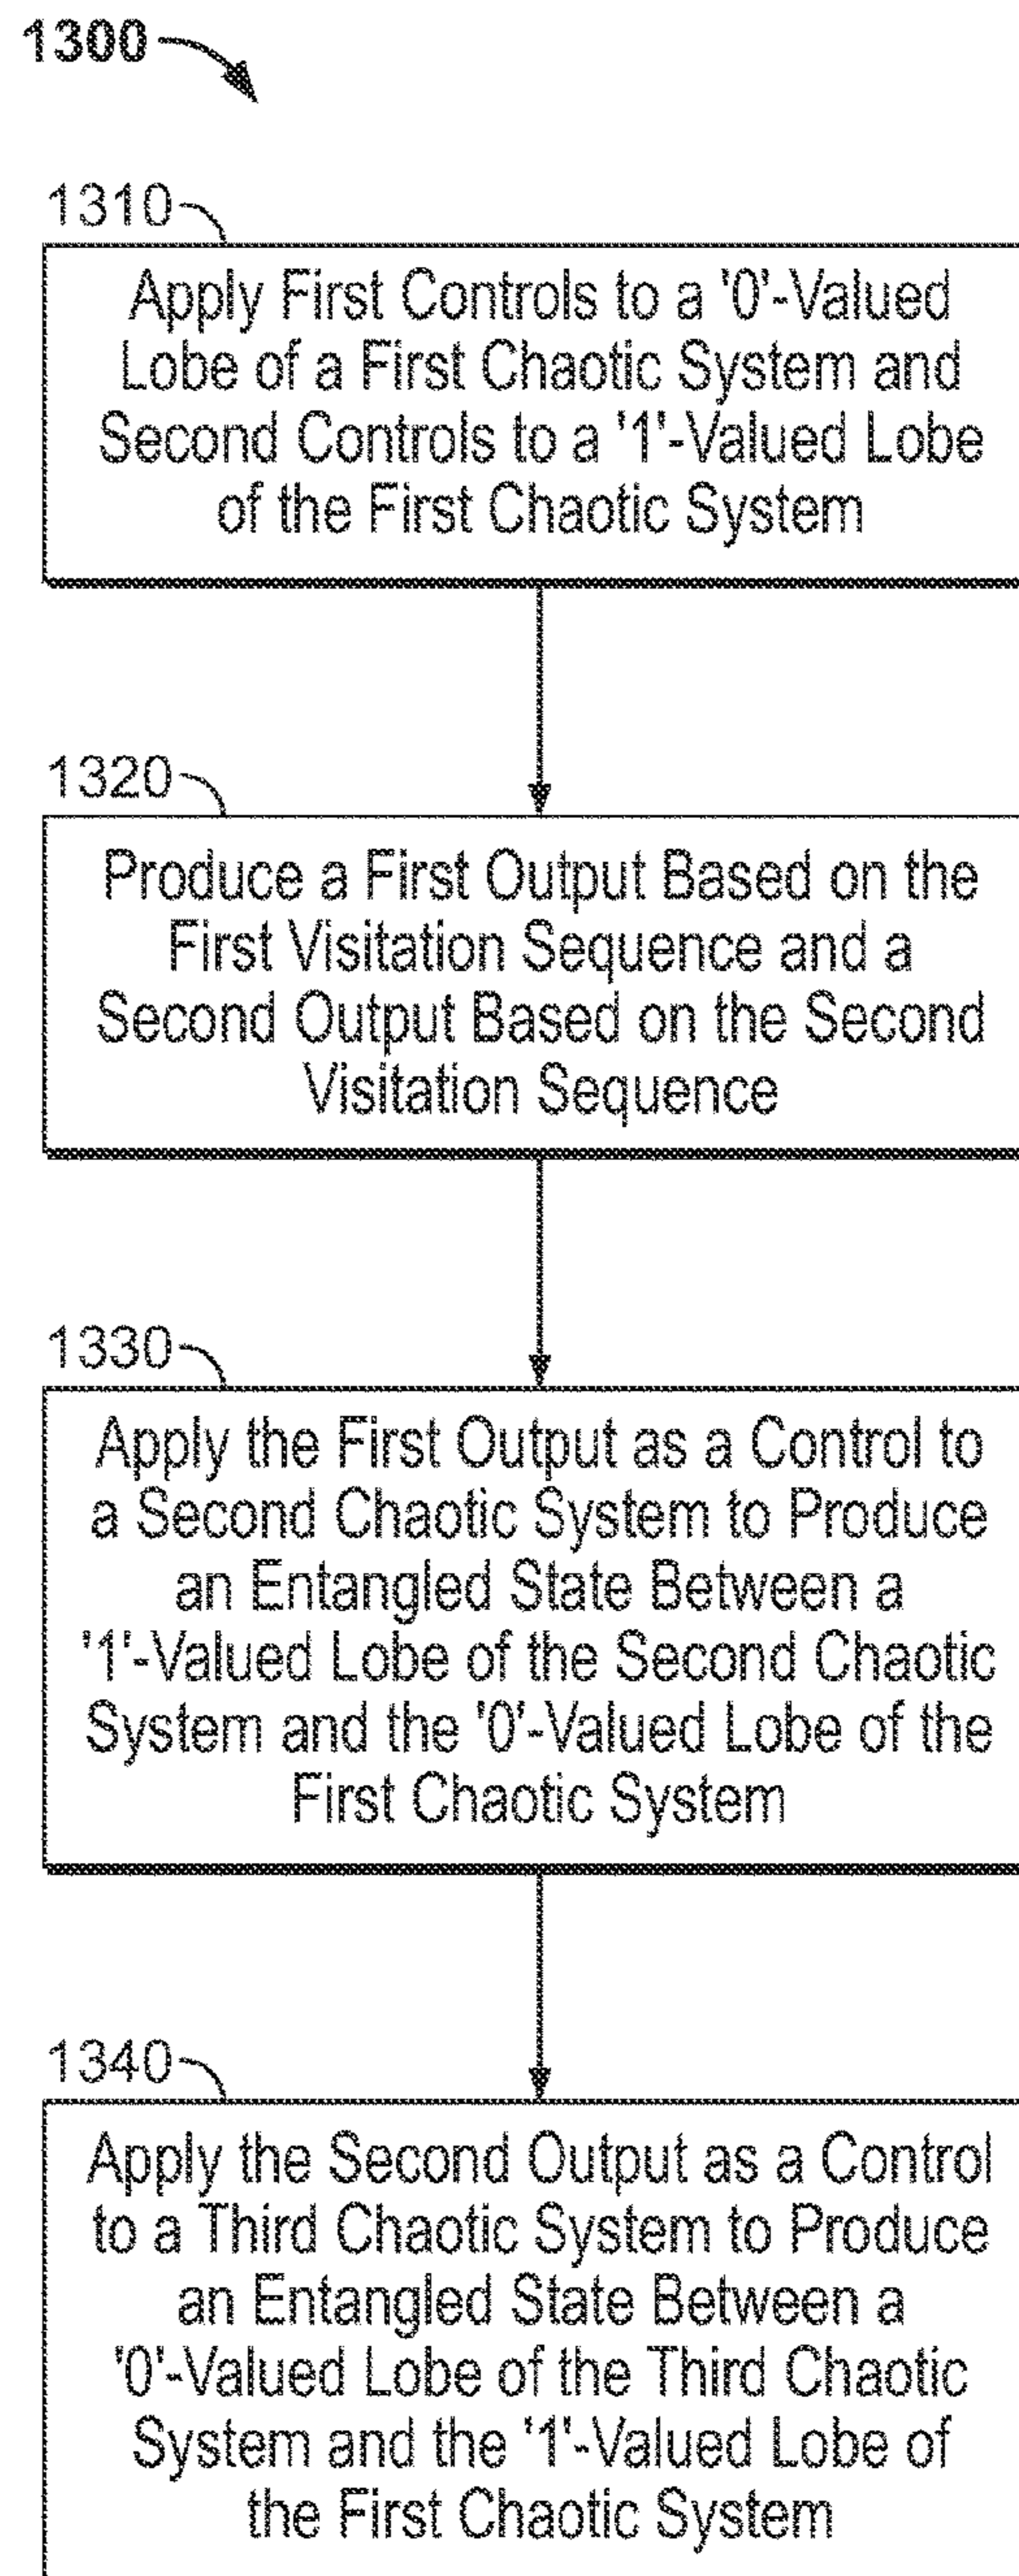 1300
1310
Apply First Controls to a '0'-Valued
Lobe of a First Chaotic System and
Second Controls to a '1'-Valued Lobe
of the First Chaotic System
1320
Produce a First Output Based on the
First Visitation Sequence and a
Second Output Based on the Second
Visitation Sequence
1330
Apply the First Output as a Control to
a Second Chaotic System to Produce
an Entangled State Between a
'1'-Valued Lobe of the Second Chaotic
System and the '0'-Valued Lobe of the
First Chaotic System
1340
Apply the Second Output as a Control
to a Third Chaotic System to Produce
an Entangled State Between a
'0'-Valued Lobe of the Third Chaotic
System and the '1'-Valued Lobe of
the First Chaotic System